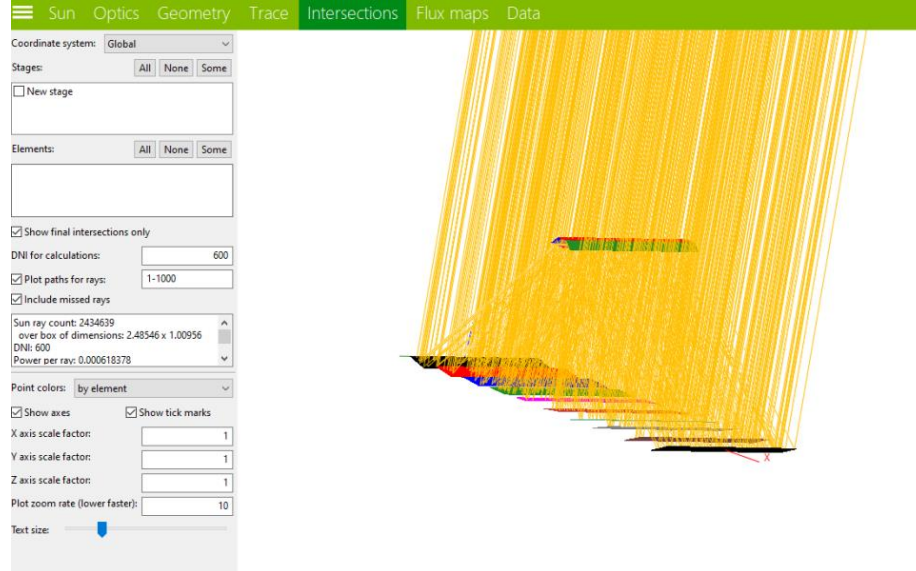 Sun Optics Geometry Trace Intersections Flux maps Data
Coordinate system: Global
Stages: All None Some
New stage
Elements: All None Some
Show final intersections only
DNI for calculations: 600
Plot paths for rays: 1-1000
Include missed rays
Sun ray count: 2434639
over box of dimensions: 2.48546 x 1.00956
DNI: 600
Power per ray: 0.000618378
Point colors: by element
Show axes Show tick marks
X axis scale factor: 1
Y axis scale factor: 1
Z axis scale factor: 1
Plot zoom rate (lower faster): 10
Text size:
X